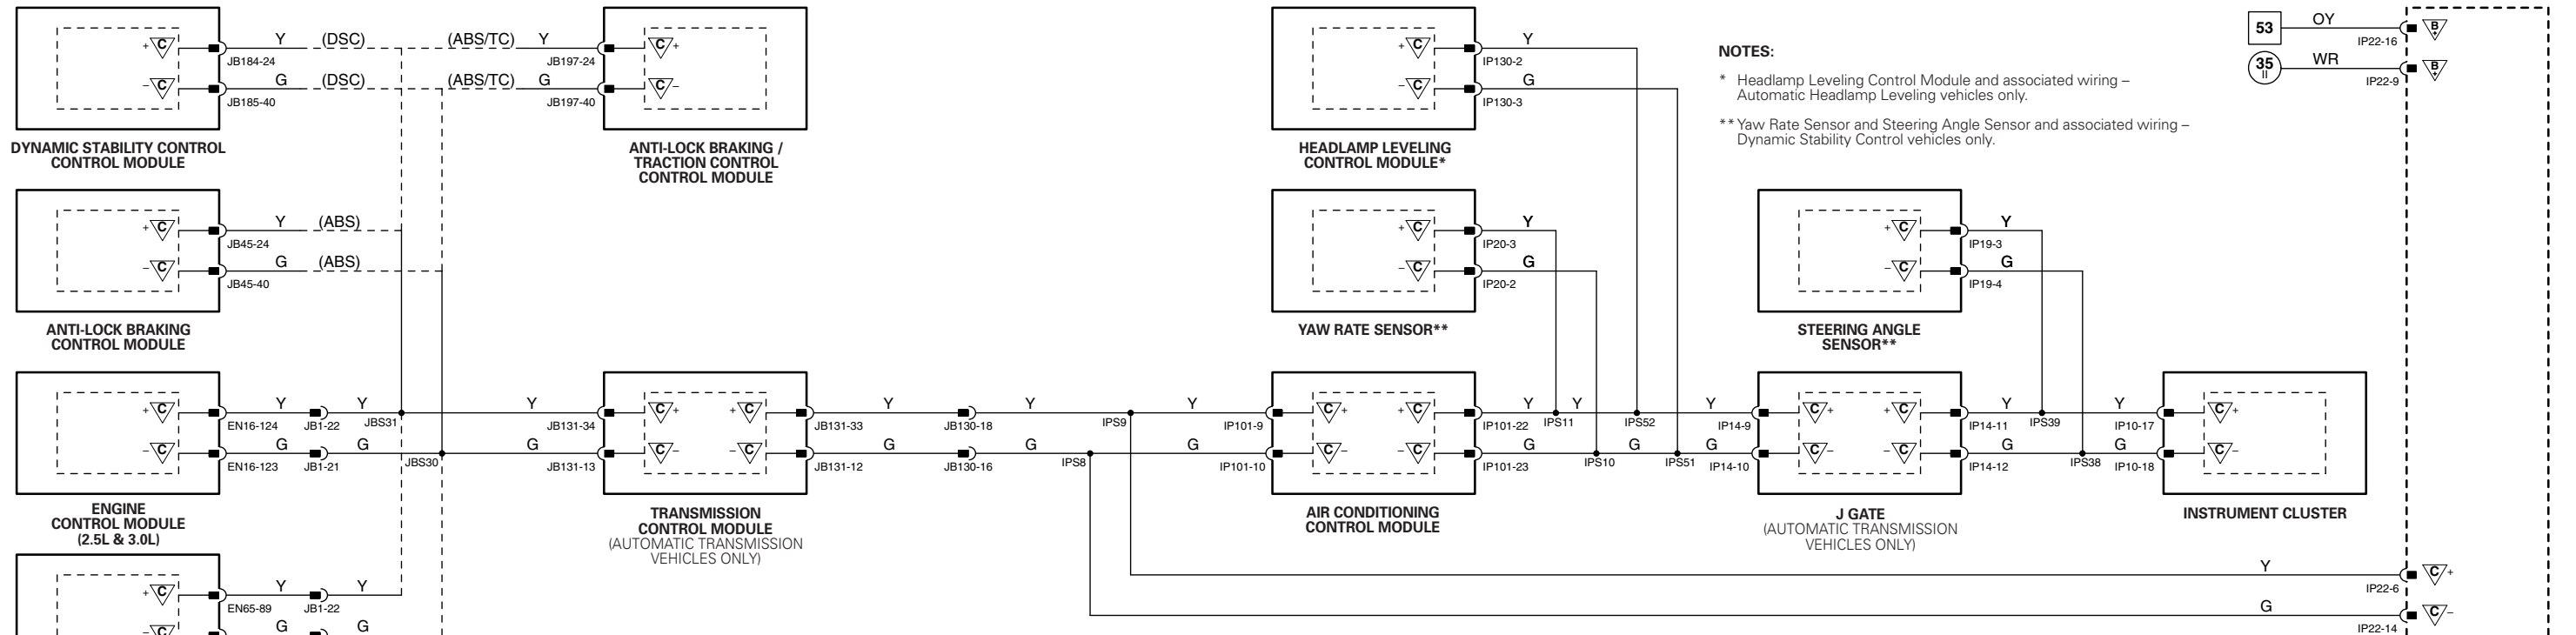 Y (DSC) (ABS/TC) Y
JB184-24 JB197-24
G (DSC) (ABS/TC) G
JB185-40 JB197-40
+ C
– C
C +
C –
DYNAMIC STABILITY CONTROL
CONTROL MODULE
ANTI-LOCK BRAKING /
TRACTION CONTROL
CONTROL MODULE
+ C
– C
Y
IP130-2
G
IP130-3
HEADLAMP LEVELING
CONTROL MODULE*
NOTES:
* Headlamp Leveling Control Module and associated wiring –
Automatic Headlamp Leveling vehicles only.
** Yaw Rate Sensor and Steering Angle Sensor and associated wiring –
Dynamic Stability Control vehicles only.
53 OY IP22-16 B+
35 II WR IP22-9 B+
+ C Y (ABS)
JB45-24
– C G (ABS)
JB45-40
ANTI-LOCK BRAKING
CONTROL MODULE
+ C Y
IP20-3
– C G
IP20-2
YAW RATE SENSOR**
+ C Y
IP19-3
– C G
IP19-4
STEERING ANGLE
SENSOR**
+ C Y Y Y C + + C Y Y Y C + + C Y Y Y C + + C Y Y C +
EN16-124 JB1-22 JBS31 JB131-34 JB131-33 JB130-18 IPS9 IP101-9 IP101-22 IPS11 IPS52 IP14-9 IP14-11 IPS39 IP10-17
– C G G G C – – C G G G C – – C G G G C – – C G G C –
EN16-123 JB1-21 JBS30 JB131-13 JB131-12 JB130-16 IPS8 IP101-10 IP101-23 IPS10 IPS51 IP14-10 IP14-12 IPS38 IP10-18
ENGINE
CONTROL MODULE
(2.5L & 3.0L)
TRANSMISSION
CONTROL MODULE
(AUTOMATIC TRANSMISSION
VEHICLES ONLY)
AIR CONDITIONING
CONTROL MODULE
J GATE
(AUTOMATIC TRANSMISSION
VEHICLES ONLY)
INSTRUMENT CLUSTER
+ C Y Y
EN65-89 JB1-22
– C G G
Y
IP22-6 C +
G
IP22-14 C –